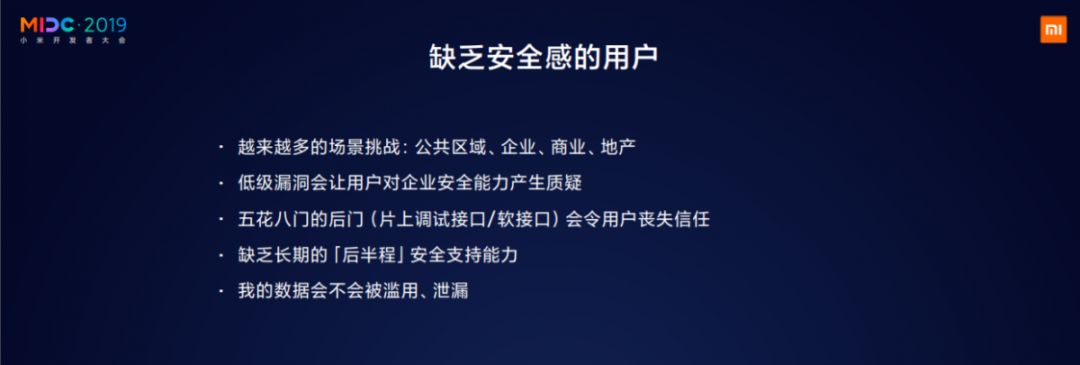 MIDC·2019
小米开发者大会
mi
缺乏安全感的用户
· 越来越多的场景挑战：公共区域、企业、商业、地产
· 低级漏洞会让用户对企业安全能力产生质疑
· 五花八门的后门（片上调试接口/软接口）会令用户丧失信任
· 缺乏长期的「后半程」安全支持能力
· 我的数据会不会被滥用、泄漏